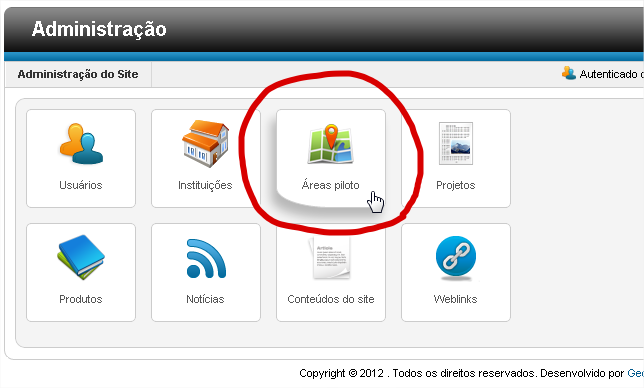 Administração
Administração do Site
Autenticado
Usuários
Instituições
Áreas piloto
Projetos
Produtos
Notícias
Article
Conteúdos do site
Weblinks
Copyright © 2012 . Todos os direitos reservados. Desenvolvido por